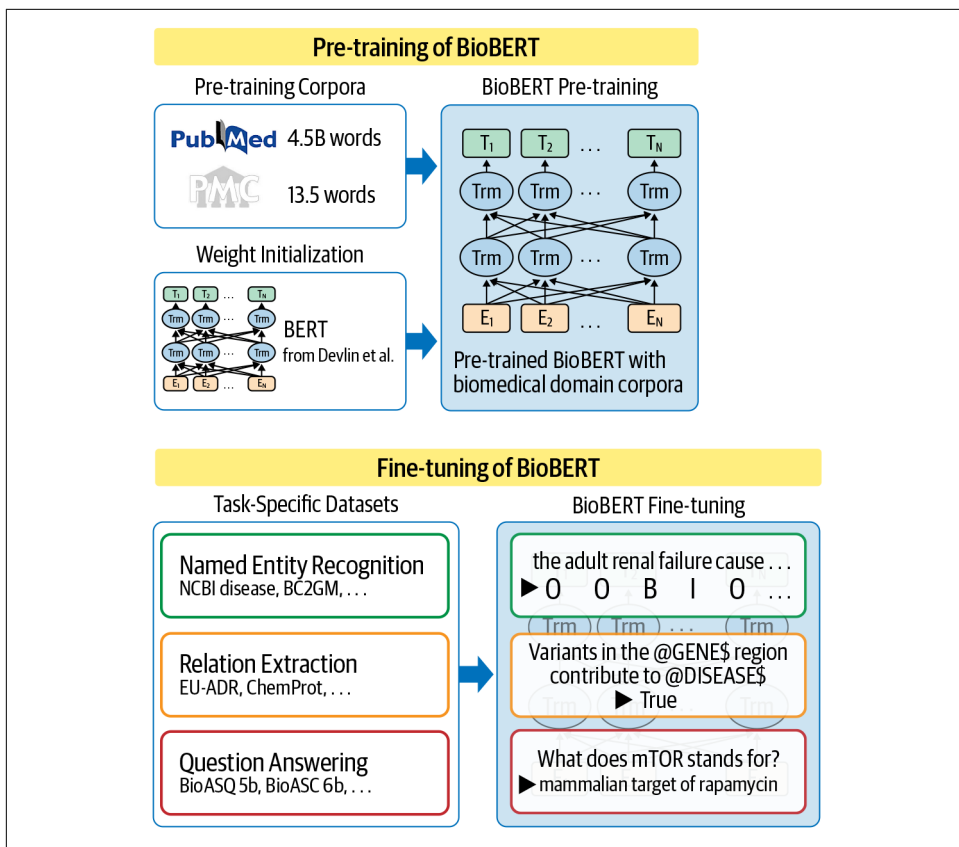 Pre-training of BioBERT
Pre-training Corpora
PubMed 4.5B words
PMC 13.5 words
Weight Initialization
T1 T2 ... TN
Trm Trm ... Trm
Trm Trm ... Trm
E1 E2 ... EN
BERT
from Devlin et al.
BioBERT Pre-training
T1 T2 ... TN
Trm Trm ... Trm
Trm Trm ... Trm
E1 E2 ... EN
Pre-trained BioBERT with
biomedical domain corpora
Fine-tuning of BioBERT
Task-Specific Datasets
Named Entity Recognition
NCBI disease, BC2GM, ...
Relation Extraction
EU-ADR, ChemProt, ...
Question Answering
BioASQ 5b, BioASC 6b, ...
BioBERT Fine-tuning
the adult renal failure cause ...
▶ O O B I O ...
Trm Trm ... Trm
Variants in the @GENE$ region
contribute to @DISEASE$
▶ True
What does mTOR stands for?
▶ mammalian target of rapamycin